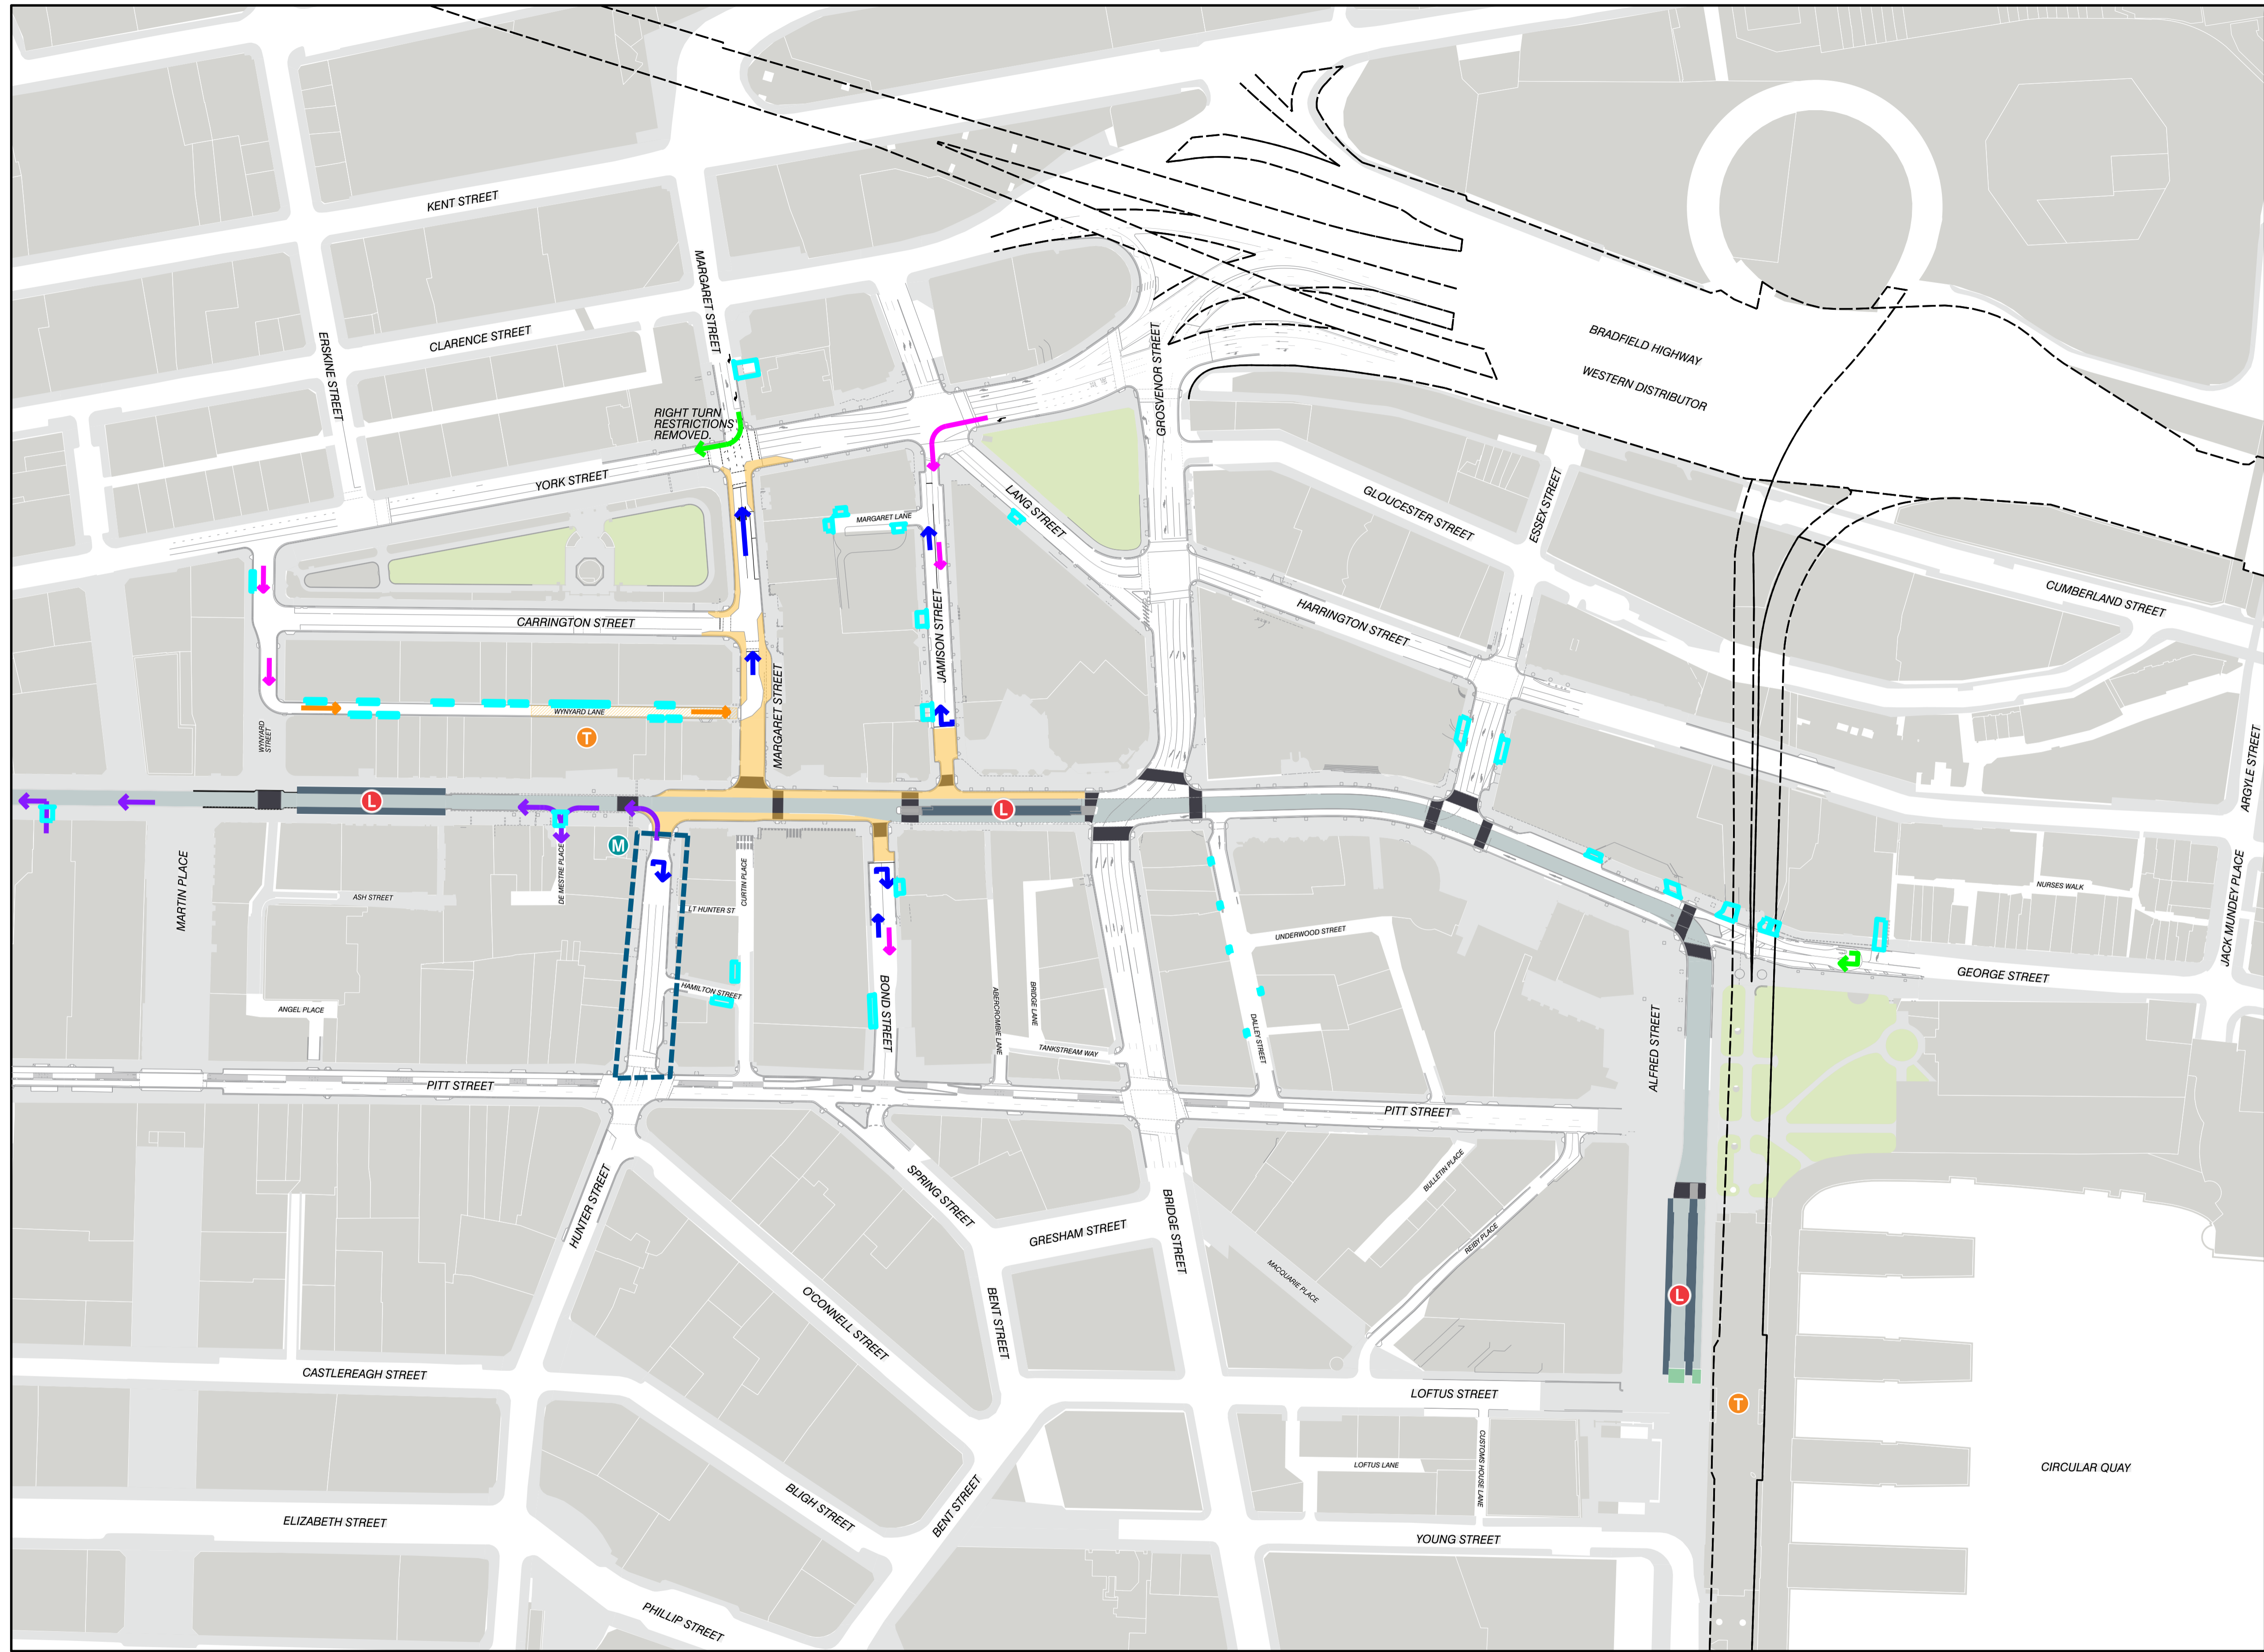 KENT STREET
CLARENCE STREET
MARGARET STREET
ERSKINE STREET
GROSVENOR STREET
BRADFIELD HIGHWAY
WESTERN DISTRIBUTOR
RIGHT TURN
RESTRICTIONS
REMOVED.
YORK STREET
MARGARET LANE
LANG STREET
GLOUCESTER STREET
ESSEX STREET
CUMBERLAND STREET
CARRINGTON STREET
JAMISON STREET
HARRINGTON STREET
MARGARET STREET
WYNYARD LANE
WYNYARD
STREET
T
ARGYLE STREET
L
L
M
MARTIN PLACE
DE MESTRE PLACE
CURTIN PLACE
ASH STREET
LT HUNTER ST
NURSES WALK
JACK MUNDEY PLACE
UNDERWOOD STREET
GEORGE STREET
HAMILTON STREET
BOND STREET
ABERCROMBIE LANE
BRIDGE LANE
ANGEL PLACE
DALLEY STREET
TANKSTREAM WAY
ALFRED STREET
PITT STREET
PITT STREET
HUNTER STREET
SPRING STREET
GRESHAM STREET
BRIDGE STREET
BULLETIN PLACE
REIBY PLACE
MACQUARIE PLACE
O'CONNELL STREET
BENT STREET
L
CASTLEREAGH STREET
LOFTUS STREET
T
CUSTOMS HOUSE LANE
LOFTUS LANE
CIRCULAR QUAY
BLIGH STREET
BENT STREET
ELIZABETH STREET
YOUNG STREET
PHILLIP STREET